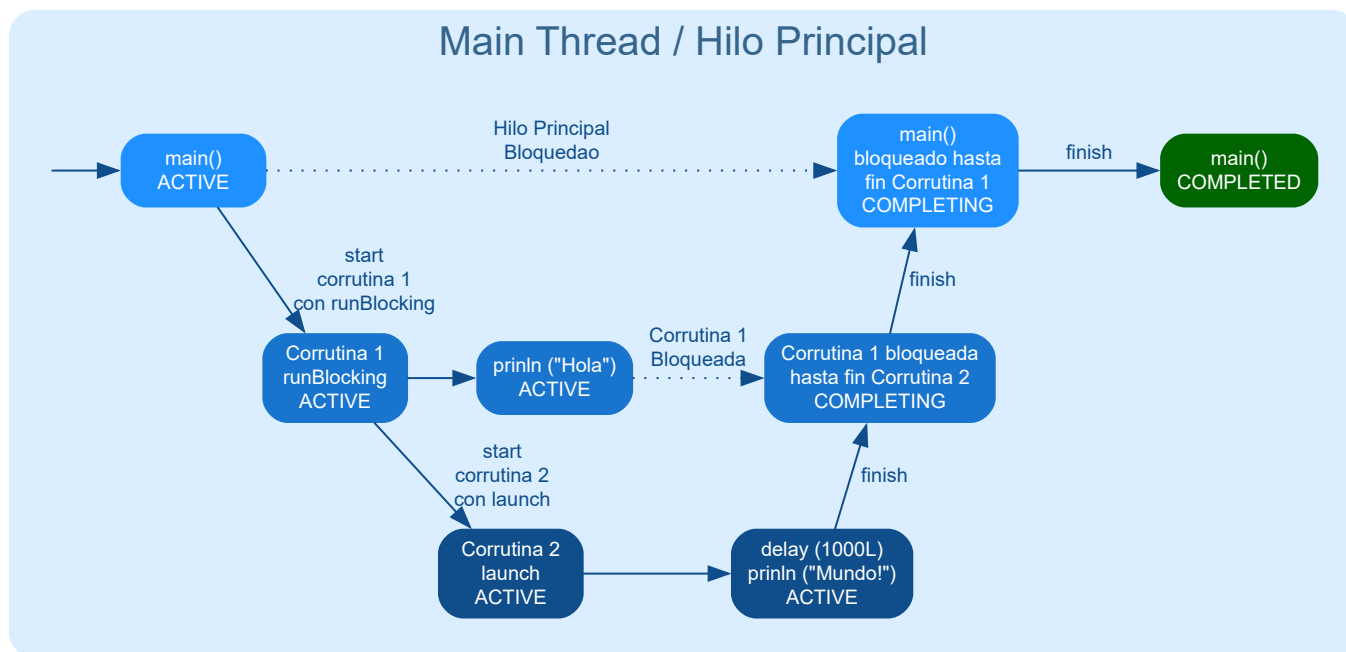 Main Thread / Hilo Principal
main()
ACTIVE
Hilo Principal
Bloquedao
main()
bloqueado hasta
fin Corrutina 1
COMPLETING
finish
main()
COMPLETED
start
corrutina 1
con runBlocking
finish
Corrutina 1
runBlocking
ACTIVE
prinln ("Hola")
ACTIVE
Corrutina 1
Bloqueada
Corrutina 1 bloqueada
hasta fin Corrutina 2
COMPLETING
start
corrutina 2
con launch
finish
Corrutina 2
launch
ACTIVE
delay (1000L)
prinln ("Mundo!")
ACTIVE